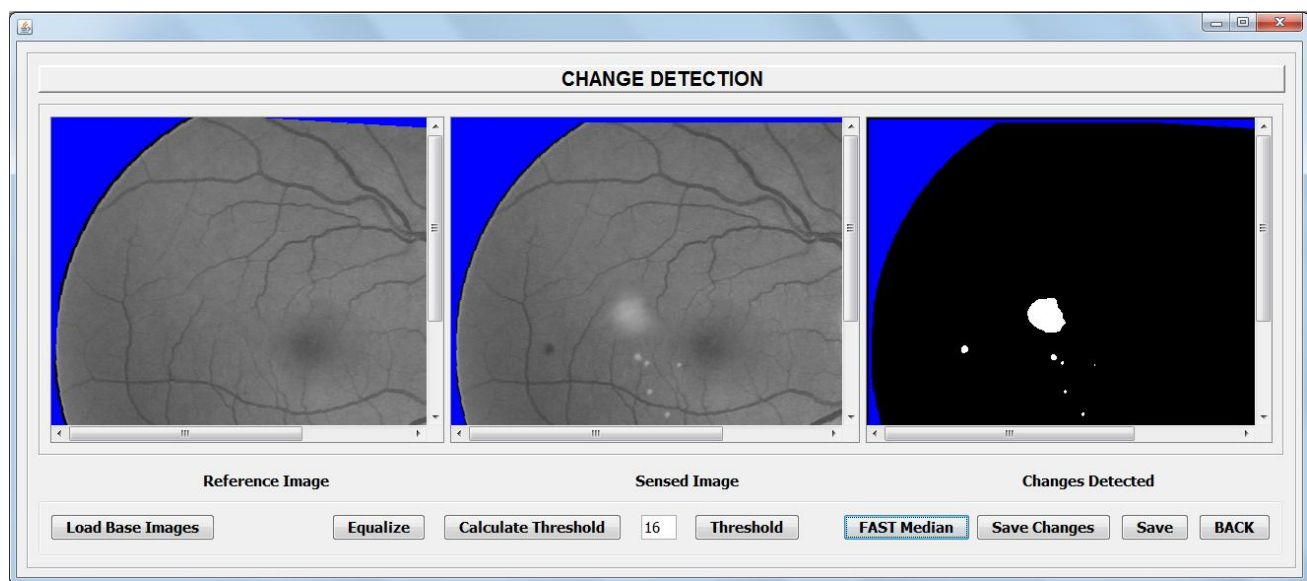 CHANGE DETECTION
Reference Image Sensed Image Changes Detected
Load Base Images Equalize Calculate Threshold 16 Threshold FAST Median Save Changes Save BACK